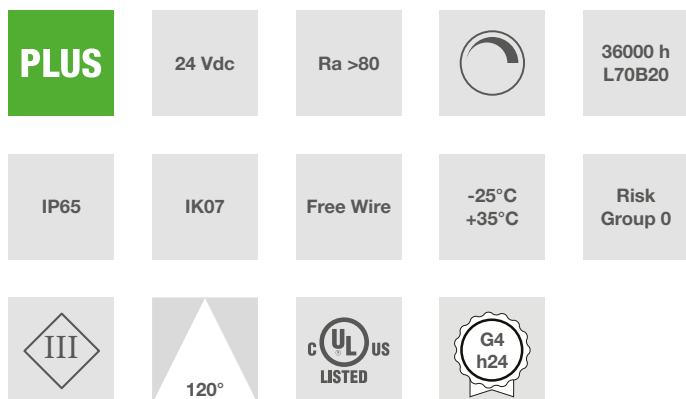 PLUS
24 Vdc
Ra >80
36000 h
L70B20
IP65
IK07
Free Wire
-25°C
+35°C
Risk
Group 0
III
120°
C UL® US
LISTED
G4
h24